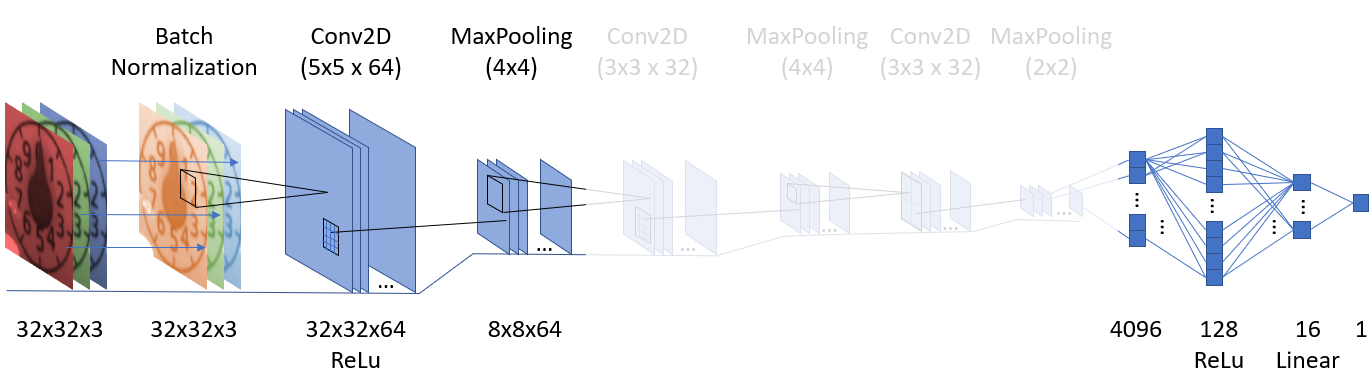 Batch
Normalization
Conv2D
(5x5 x 64)
MaxPooling
(4x4)
Conv2D
(3x3 x 32)
MaxPooling
(4x4)
Conv2D
(3x3 x 32)
MaxPooling
(2x2)
...
...
...
...
...
...
32x32x3
32x32x3
32x32x64
ReLu
8x8x64
4096
128
ReLu
16
Linear
1